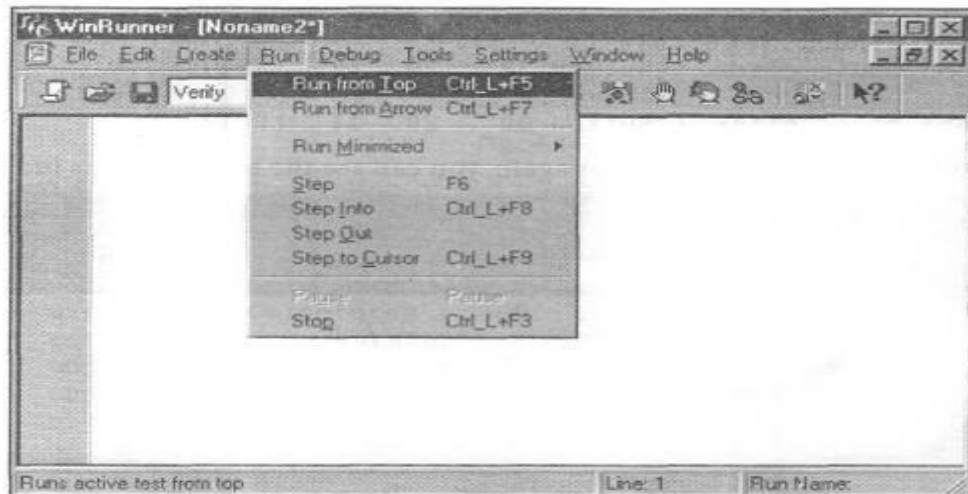 WinRunner - [Noname2*]
File Edit Create Run Debug Tools Settings Window Help
Verify
Run from Top Ctrl_L+F5
Run from Arrow Ctrl_L+F7
Run Minimized
Step F6
Step Into Ctrl_L+F8
Step Out
Step to Cursor Ctrl_L+F9
Pause Pause
Stop Ctrl_L+F3
Runs active test from top Line: 1 Run Name: